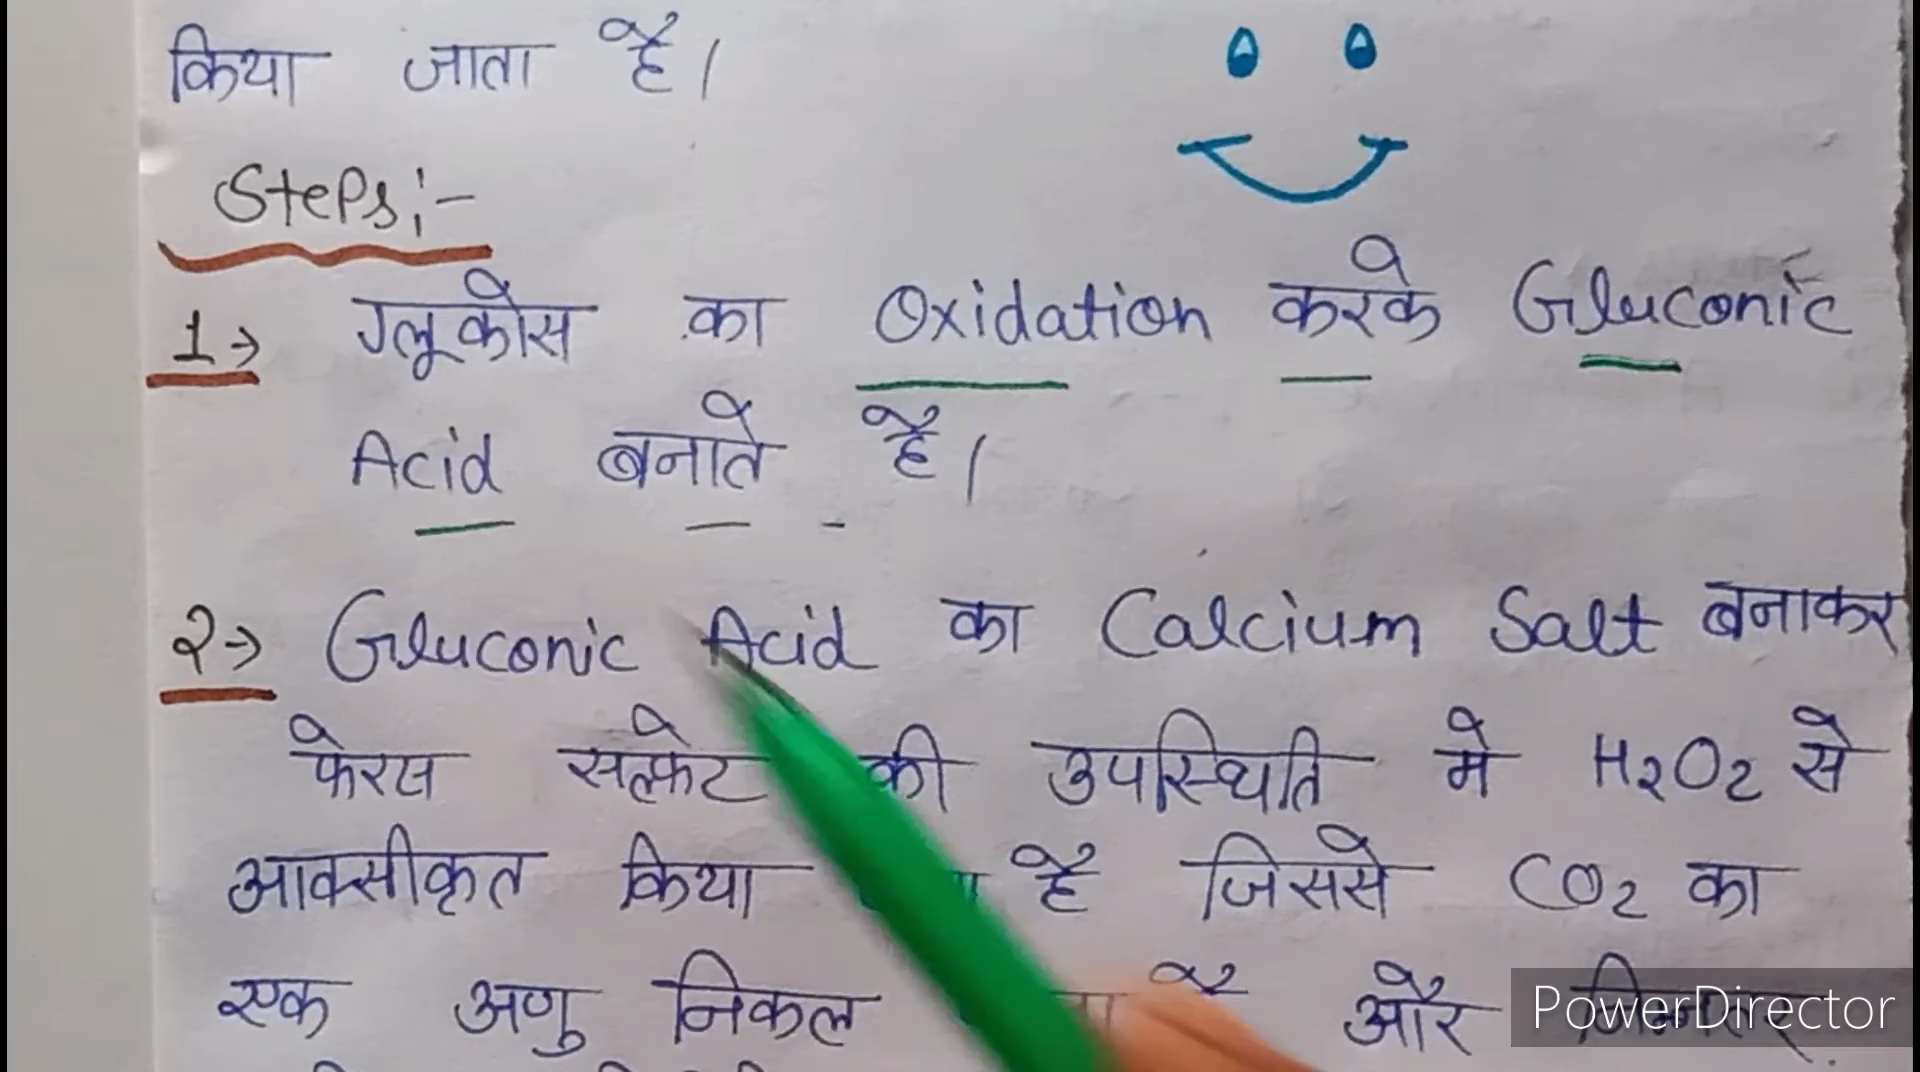 किया जाता है।
Steps:-
1→ ग्लूकोस का Oxidation करके Gluconic
Acid बनाते है।
2→ Gluconic Acid का Calcium Salt बनाकर
फेरस सल्फेट की उपस्थिति मे H2O2 से
आक्सीकृत किया है जिससे CO2 का
एक अणु निकल है और
PowerDirector